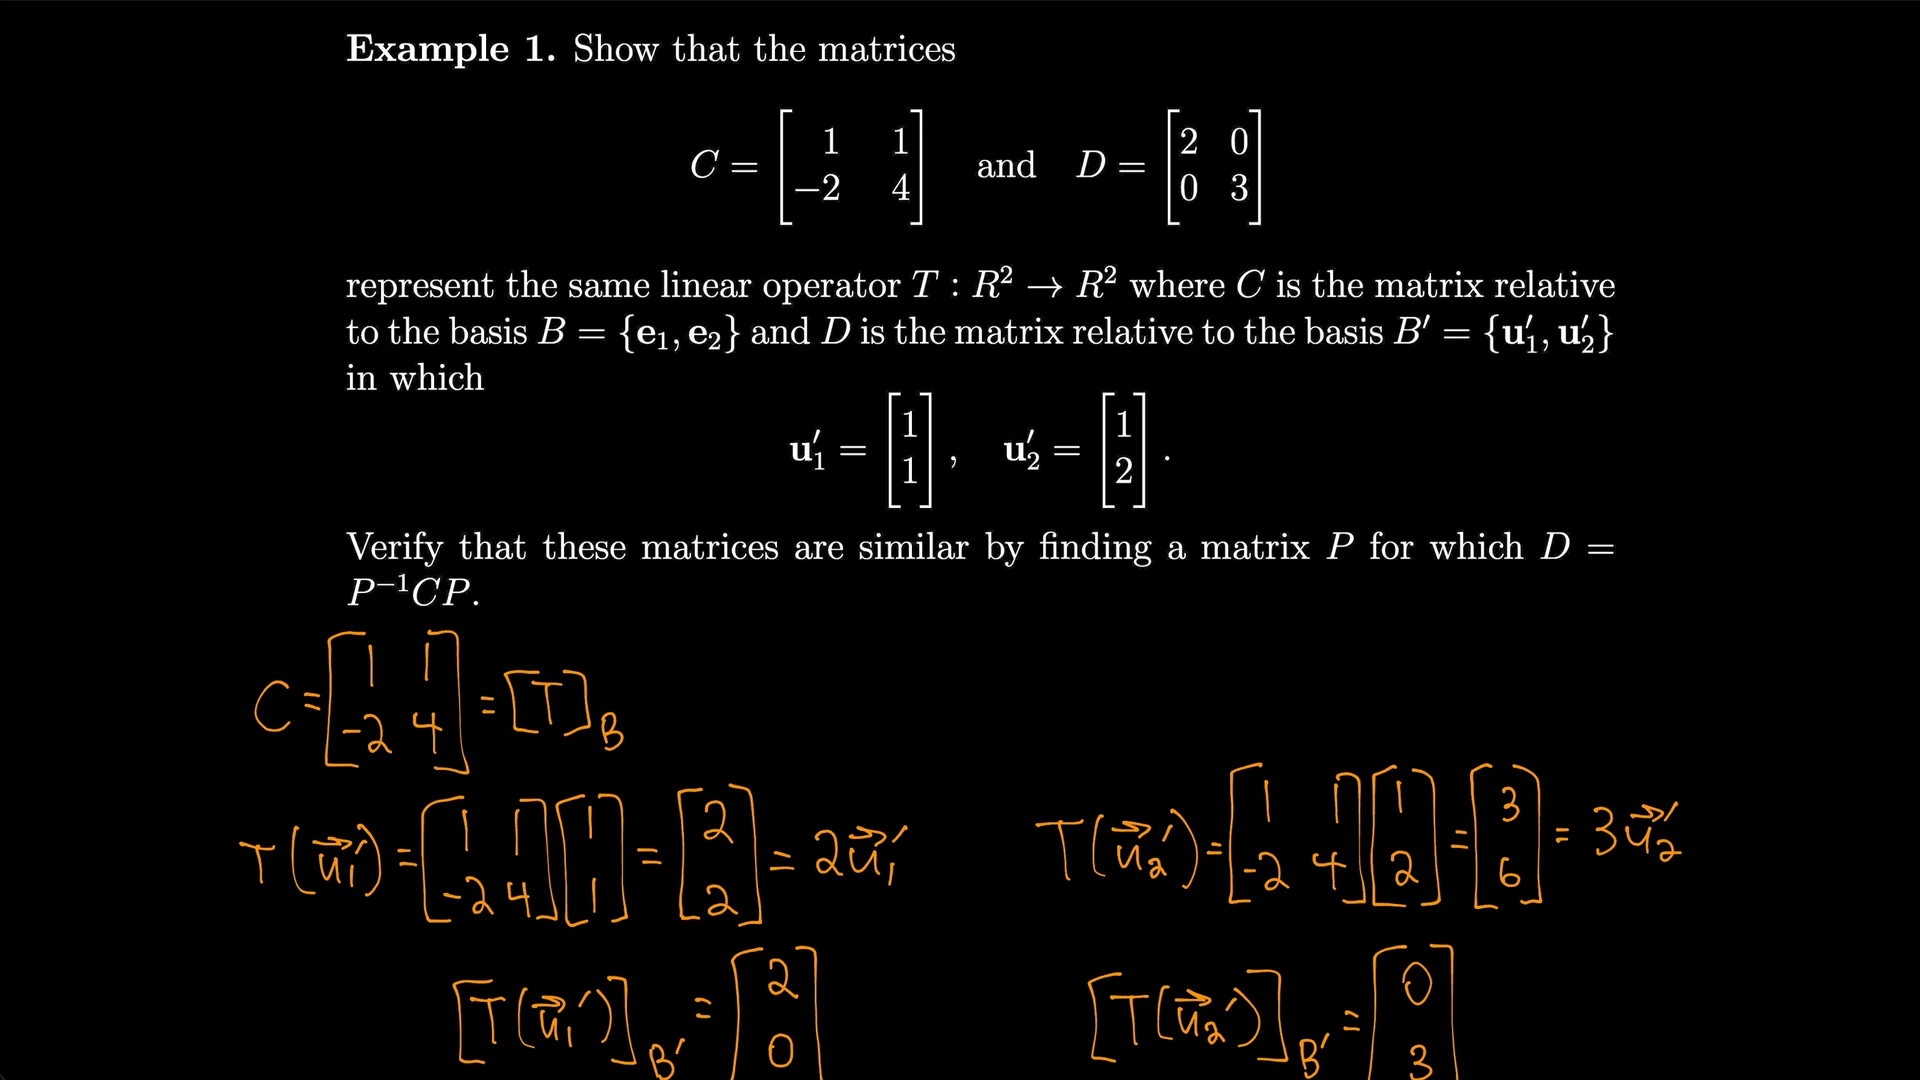 Example 1. Show that the matrices
C = [1 1; −2 4] and D = [2 0; 0 3]
represent the same linear operator T : R² → R² where C is the matrix relative
to the basis B = {e₁, e₂} and D is the matrix relative to the basis B′ = {u′₁, u′₂}
in which
u′₁ = [1; 1], u′₂ = [1; 2].
Verify that these matrices are similar by finding a matrix P for which D =
P⁻¹CP.
C = [1 1; -2 4] = [T]_B
T(u⃗₁′) = [1 1; -2 4][1; 1] = [2; 2] = 2u⃗₁′
T(u⃗₂′) = [1 1; -2 4][1; 2] = [3; 6] = 3u⃗₂′
[T(u⃗₁′)]_B′ = [2; 0]
[T(u⃗₂′)]_B′ = [0; 3]